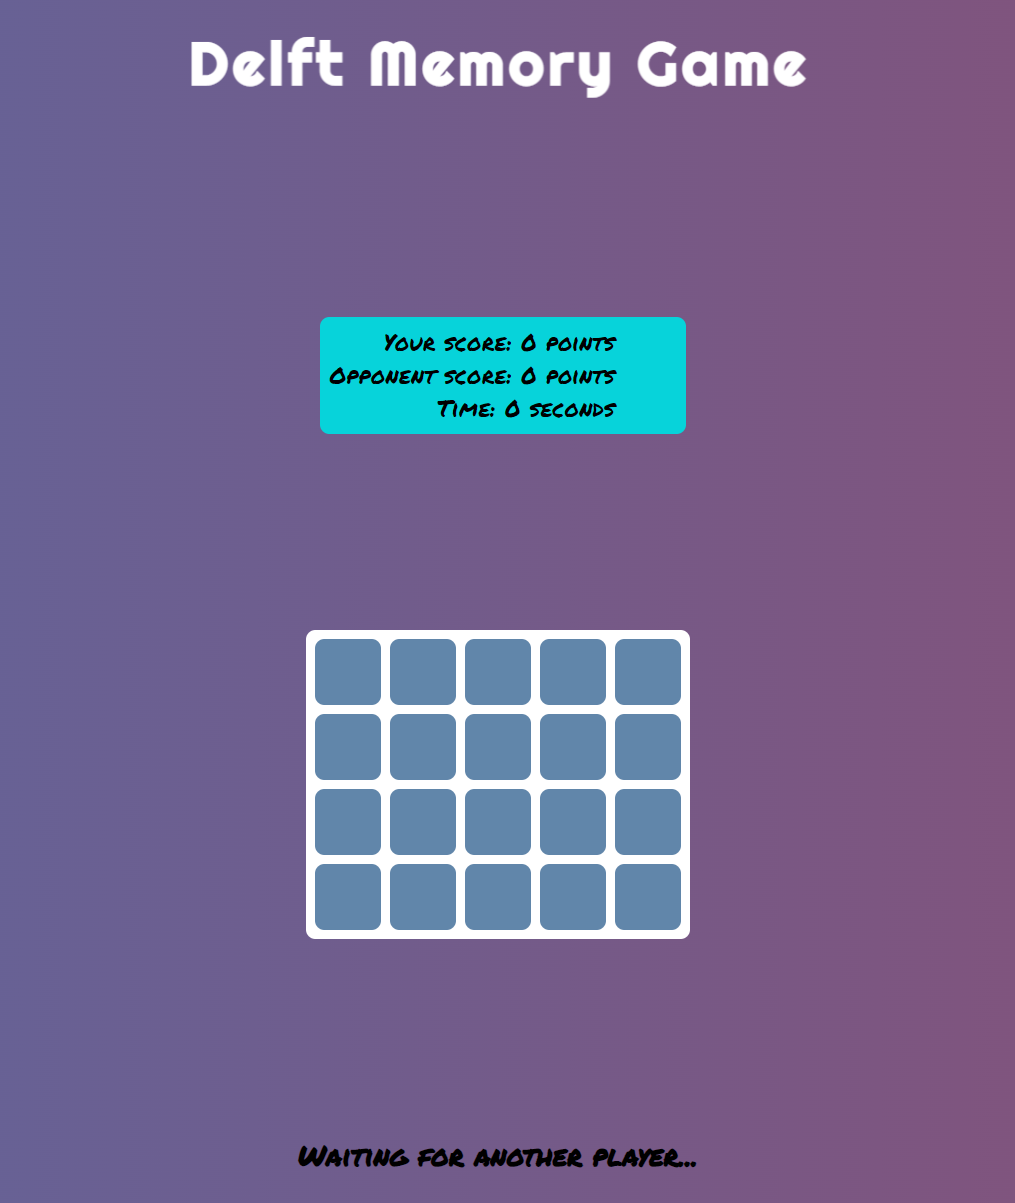 Delft Memory Game
Your score: 0 points
Opponent score: 0 points
Time: 0 seconds
Waiting for another player...